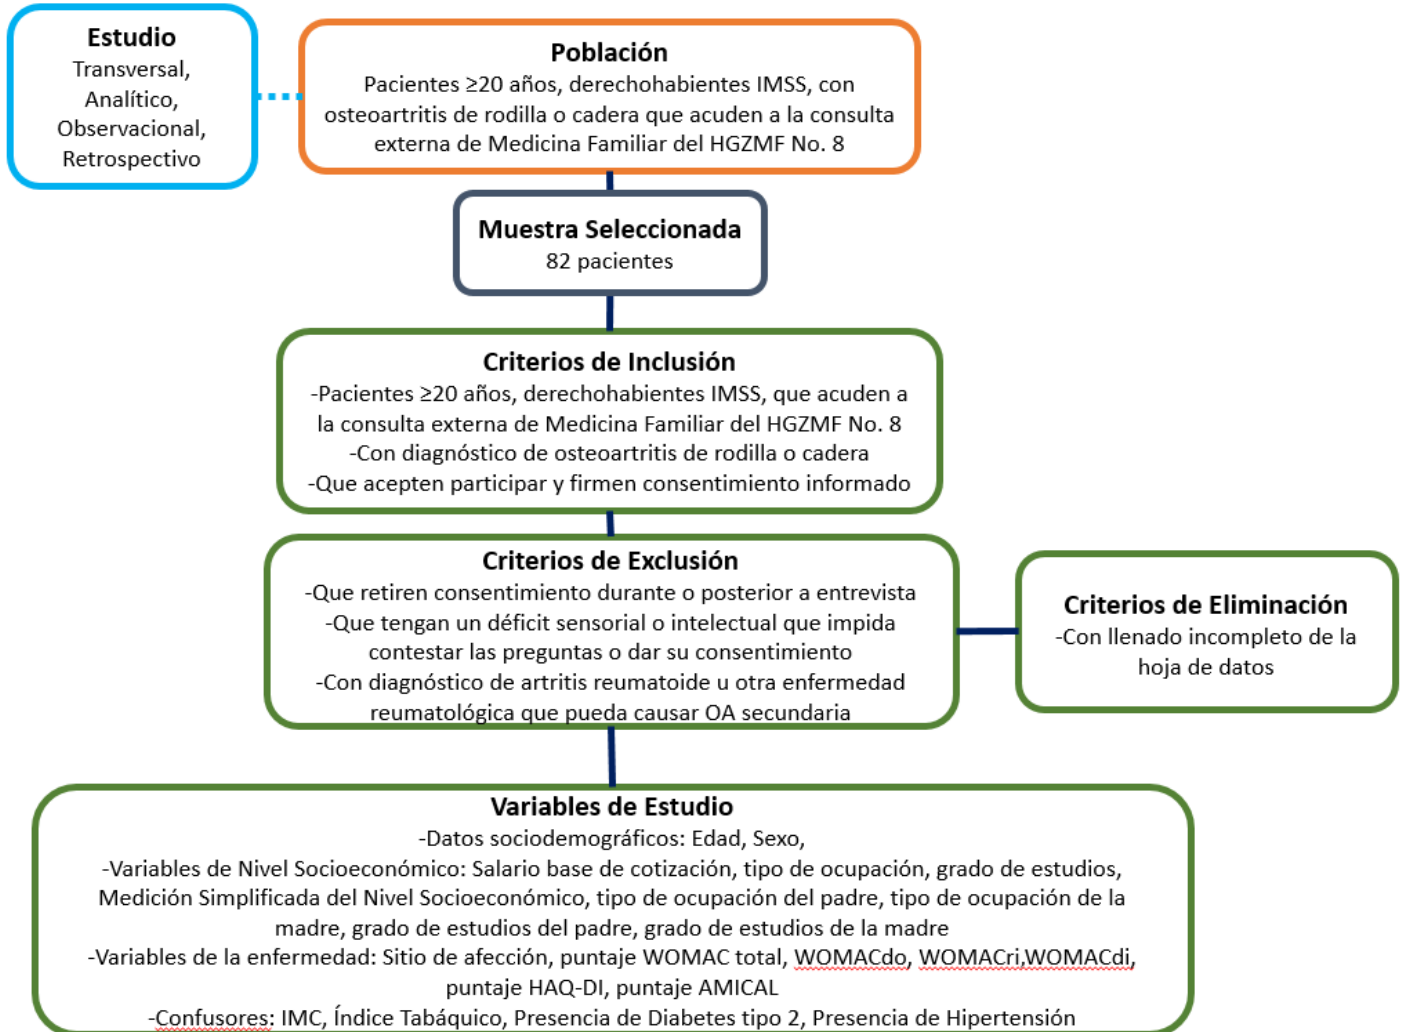 Estudio
Transversal,
Analítico,
Observacional,
Retrospectivo
Población
Pacientes ≥20 años, derechohabientes IMSS, con
osteoartritis de rodilla o cadera que acuden a la consulta
externa de Medicina Familiar del HGZMF No. 8
Muestra Seleccionada
82 pacientes
Criterios de Inclusión
-Pacientes ≥20 años, derechohabientes IMSS, que acuden a
la consulta externa de Medicina Familiar del HGZMF No. 8
-Con diagnóstico de osteoartritis de rodilla o cadera
-Que acepten participar y firmen consentimiento informado
Criterios de Exclusión
-Que retiren consentimiento durante o posterior a entrevista
-Que tengan un déficit sensorial o intelectual que impida
contestar las preguntas o dar su consentimiento
-Con diagnóstico de artritis reumatoide u otra enfermedad
reumatológica que pueda causar OA secundaria
Criterios de Eliminación
-Con llenado incompleto de la
hoja de datos
Variables de Estudio
-Datos sociodemográficos: Edad, Sexo,
-Variables de Nivel Socioeconómico: Salario base de cotización, tipo de ocupación, grado de estudios,
Medición Simplificada del Nivel Socioeconómico, tipo de ocupación del padre, tipo de ocupación de la
madre, grado de estudios del padre, grado de estudios de la madre
-Variables de la enfermedad: Sitio de afección, puntaje WOMAC total, WOMACdo, WOMACri,WOMACdi,
puntaje HAQ-DI, puntaje AMICAL
-Confusores: IMC, Índice Tabáquico, Presencia de Diabetes tipo 2, Presencia de Hipertensión